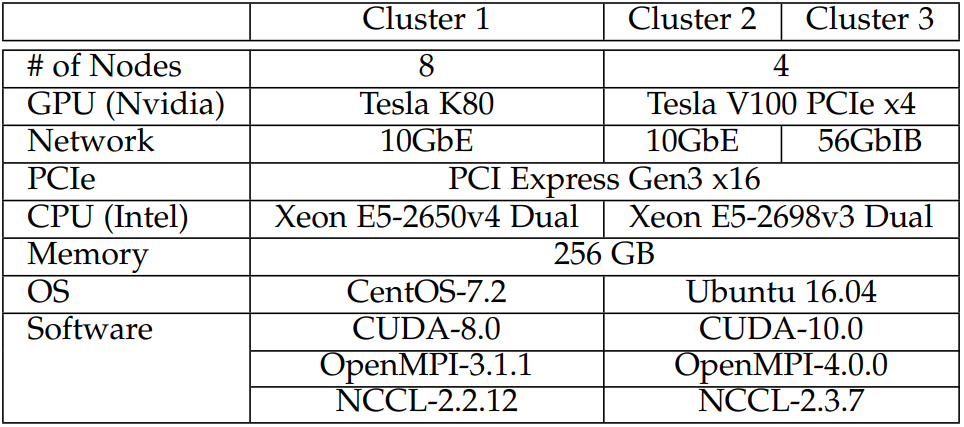 Cluster 1 Cluster 2 Cluster 3
# of Nodes 8 4
GPU (Nvidia) Tesla K80 Tesla V100 PCIe x4
Network 10GbE 10GbE 56GbIB
PCIe PCI Express Gen3 x16
CPU (Intel) Xeon E5-2650v4 Dual Xeon E5-2698v3 Dual
Memory 256 GB
OS CentOS-7.2 Ubuntu 16.04
Software CUDA-8.0 CUDA-10.0
OpenMPI-3.1.1 OpenMPI-4.0.0
NCCL-2.2.12 NCCL-2.3.7